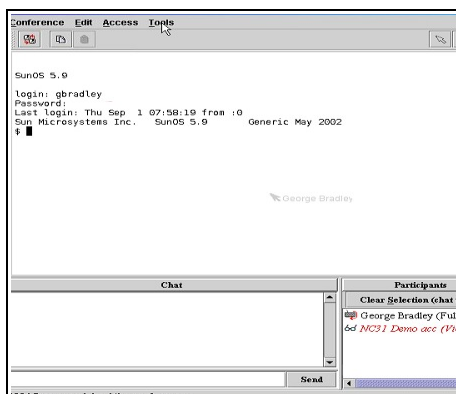 Conference Edit Access Tools
SunOS 5.9
login: gbradley
Password:
Last login: Thu Sep 1 07:58:19 from :0
Sun Microsystems Inc. SunOS 5.9 Generic May 2002
$
George Bradley
Chat
Participants
Clear Selection (chat
George Bradley (Ful
NC31 Demo acc (Vi
Send